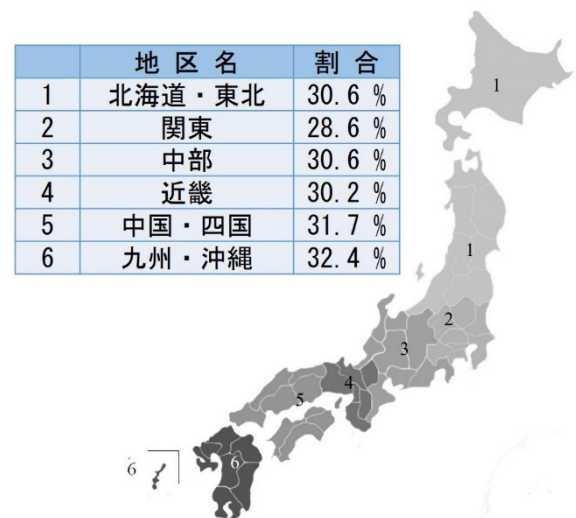 地区名 割合
1 北海道・東北 30.6 %
2 関東 28.6 %
3 中部 30.6 %
4 近畿 30.2 %
5 中国・四国 31.7 %
6 九州・沖縄 32.4 %
1
1
2
3
4
5
6
6